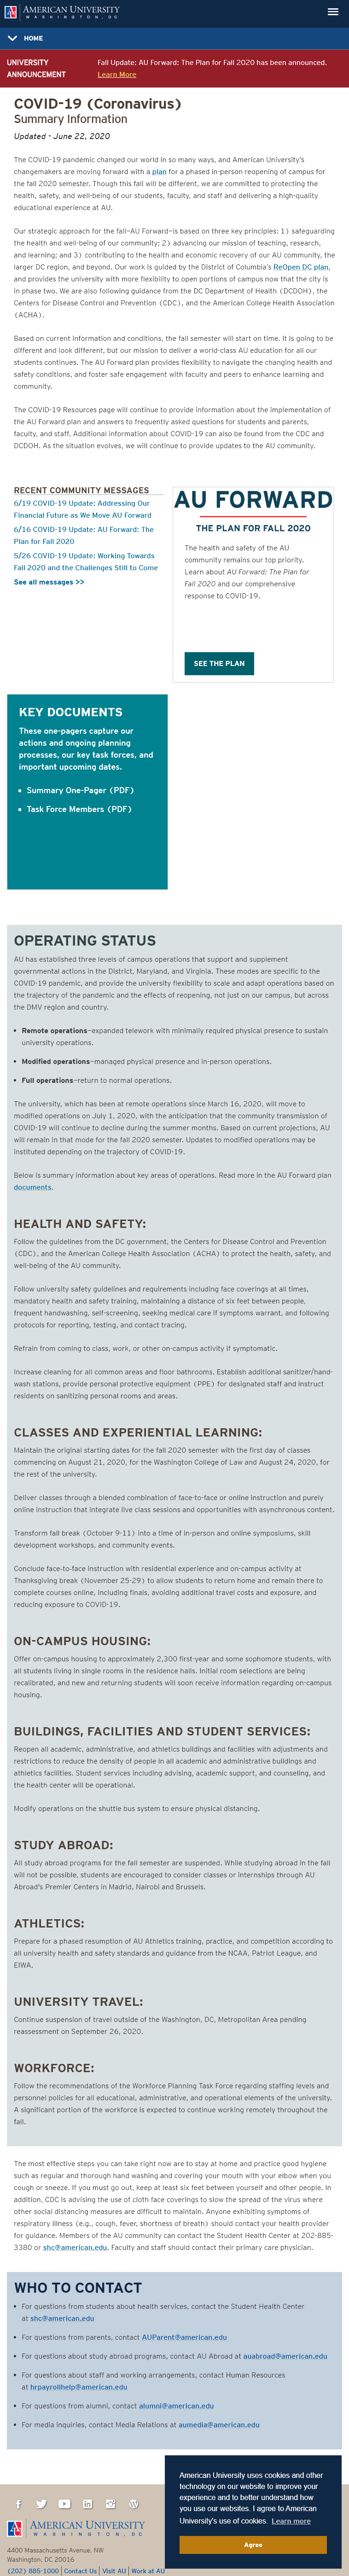 AMERICAN UNIVERSITY
WASHINGTON, DC
HOME
UNIVERSITY
ANNOUNCEMENT
Fall Update: AU Forward: The Plan for Fall 2020 has been announced.
Learn More
COVID-19 (Coronavirus)
Summary Information
Updated - June 22, 2020
The COVID-19 pandemic changed our world in so many ways, and American University's
changemakers are moving forward with a plan for a phased in-person reopening of campus for
the fall 2020 semester. Though this fall will be different, we are committed to protecting the
health, safety, and well-being of our students, faculty, and staff and delivering a high-quality
educational experience at AU.
Our strategic approach for the fall—AU Forward—is based on three key principles: 1) safeguarding
the health and well-being of our community; 2) advancing our mission of teaching, research,
and learning; and 3) contributing to the health and economic recovery of our AU community, the
larger DC region, and beyond. Our work is guided by the District of Columbia's ReOpen DC plan,
and provides the university with more flexibility to open portions of campus now that the city is
in phase two. We are also following guidance from the DC Department of Health (DCDOH), the
Centers for Disease Control and Prevention (CDC), and the American College Health Association
(ACHA).
Based on current information and conditions, the fall semester will start on time. It is going to be
different and look different, but our mission to deliver a world-class AU education for all our
students continues. The AU Forward plan provides flexibility to navigate the changing health and
safety conditions, and foster safe engagement with faculty and peers to enhance learning and
community.
The COVID-19 Resources page will continue to provide information about the implementation of
the AU Forward plan and answers to frequently asked questions for students and parents,
faculty, and staff. Additional information about COVID-19 can also be found from the CDC and
DCDOH. As the situation evolves, we will continue to provide updates to the AU community.
RECENT COMMUNITY MESSAGES
6/19 COVID-19 Update: Addressing Our
Financial Future as We Move AU Forward
6/16 COVID-19 Update: AU Forward: The
Plan for Fall 2020
5/26 COVID-19 Update: Working Towards
Fall 2020 and the Challenges Still to Come
See all messages >>
AU FORWARD
THE PLAN FOR FALL 2020
The health and safety of the AU
community remains our top priority.
Learn about AU Forward: The Plan for
Fall 2020 and our comprehensive
response to COVID-19.
SEE THE PLAN
KEY DOCUMENTS
These one-pagers capture our
actions and ongoing planning
processes, our key task forces, and
important upcoming dates.
Summary One-Pager (PDF)
Task Force Members (PDF)
OPERATING STATUS
AU has established three levels of campus operations that support and supplement
governmental actions in the District, Maryland, and Virginia. These modes are specific to the
COVID-19 pandemic, and provide the university flexibility to scale and adapt operations based on
the trajectory of the pandemic and the effects of reopening, not just on our campus, but across
the DMV region and country.
Remote operations—expanded telework with minimally required physical presence to sustain
university operations.
Modified operations—managed physical presence and in-person operations.
Full operations—return to normal operations.
The university, which has been at remote operations since March 16, 2020, will move to
modified operations on July 1, 2020, with the anticipation that the community transmission of
COVID-19 will continue to decline during the summer months. Based on current projections, AU
will remain in that mode for the fall 2020 semester. Updates to modified operations may be
instituted depending on the trajectory of COVID-19.
Below is summary information about key areas of operations. Read more in the AU Forward plan
documents.
HEALTH AND SAFETY:
Follow the guidelines from the DC government, the Centers for Disease Control and Prevention
(CDC), and the American College Health Association (ACHA) to protect the health, safety, and
well-being of the AU community.
Follow university safety guidelines and requirements including face coverings at all times,
mandatory health and safety training, maintaining a distance of six feet between people,
frequent handwashing, self-screening, seeking medical care if symptoms warrant, and following
protocols for reporting, testing, and contact tracing.
Refrain from coming to class, work, or other on-campus activity if symptomatic.
Increase cleaning for all common areas and floor bathrooms. Establish additional sanitizer/hand-
wash stations, provide personal protective equipment (PPE) for designated staff and instruct
residents on sanitizing personal rooms and areas.
CLASSES AND EXPERIENTIAL LEARNING:
Maintain the original starting dates for the fall 2020 semester with the first day of classes
commencing on August 21, 2020, for the Washington College of Law and August 24, 2020, for
the rest of the university.
Deliver classes through a blended combination of face-to-face or online instruction and purely
online instruction that integrate live class sessions and opportunities with asynchronous content.
Transform fall break (October 9-11) into a time of in-person and online symposiums, skill
development workshops, and community events.
Conclude face-to-face instruction with residential experience and on-campus activity at
Thanksgiving break (November 25-29) to allow students to return home and remain there to
complete courses online, including finals, avoiding additional travel costs and exposure, and
reducing exposure to COVID-19.
ON-CAMPUS HOUSING:
Offer on-campus housing to approximately 2,300 first-year and some sophomore students, with
all students living in single rooms in the residence halls. Initial room selections are being
recalibrated, and new and returning students will soon receive information regarding on-campus
housing.
BUILDINGS, FACILITIES AND STUDENT SERVICES:
Reopen all academic, administrative, and athletics buildings and facilities with adjustments and
restrictions to reduce the density of people in all academic and administrative buildings and
athletics facilities. Student services including advising, academic support, and counseling, and
the health center will be operational.
Modify operations on the shuttle bus system to ensure physical distancing.
STUDY ABROAD:
All study abroad programs for the fall semester are suspended. While studying abroad in the fall
will not be possible, students are encouraged to consider classes or internships through AU
Abroad's Premier Centers in Madrid, Nairobi and Brussels.
ATHLETICS:
Prepare for a phased resumption of AU Athletics training, practice, and competition according to
all university health and safety standards and guidance from the NCAA, Patriot League, and
EIWA.
UNIVERSITY TRAVEL:
Continue suspension of travel outside of the Washington, DC, Metropolitan Area pending
reassessment on September 26, 2020.
WORKFORCE:
Follow the recommendations of the Workforce Planning Task Force regarding staffing levels and
personnel policies for all educational, administrative, and operational elements of the university.
A significant portion of the workforce is expected to continue working remotely throughout the
fall.
The most effective steps you can take right now are to stay at home and to practice good hygiene
such as regular and thorough hand washing and covering your mouth with your elbow when you
cough or sneeze. If you must go out, keep at least six feet between yourself and other people. In
addition, CDC is advising the use of cloth face coverings to slow the spread of the virus where
other social distancing measures are difficult to maintain. Anyone exhibiting symptoms of
respiratory illness (e.g., cough, fever, shortness of breath) should contact your health provider
for guidance. Members of the AU community can contact the Student Health Center at 202-885-
3380 or shc@american.edu. Faculty and staff should contact their primary care physician.
WHO TO CONTACT
For questions from students about health services, contact the Student Health Center
at shc@american.edu
For questions from parents, contact AUParent@american.edu
For questions about study abroad programs, contact AU Abroad at auabroad@american.edu
For questions about staff and working arrangements, contact Human Resources
at hrpayrollhelp@american.edu
For questions from alumni, contact alumni@american.edu
For media inquiries, contact Media Relations at aumedia@american.edu
AMERICAN UNIVERSITY
WASHINGTON, DC
4400 Massachusetts Avenue, NW
Washington, DC 20016
(202) 885-1000 | Contact Us | Visit AU | Work at AU
American University uses cookies and other
technology on our website to improve your
experience and to better understand how
you use our websites. I agree to American
University's use of cookies. Learn more
Agree